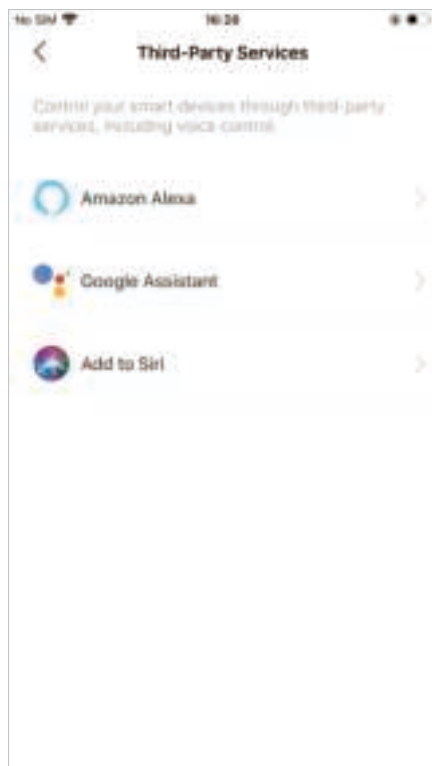 No SIM
16:26
Third-Party Services
Control your smart devices through third-party
services, including voice control.
Amazon Alexa
Google Assistant
Add to Siri